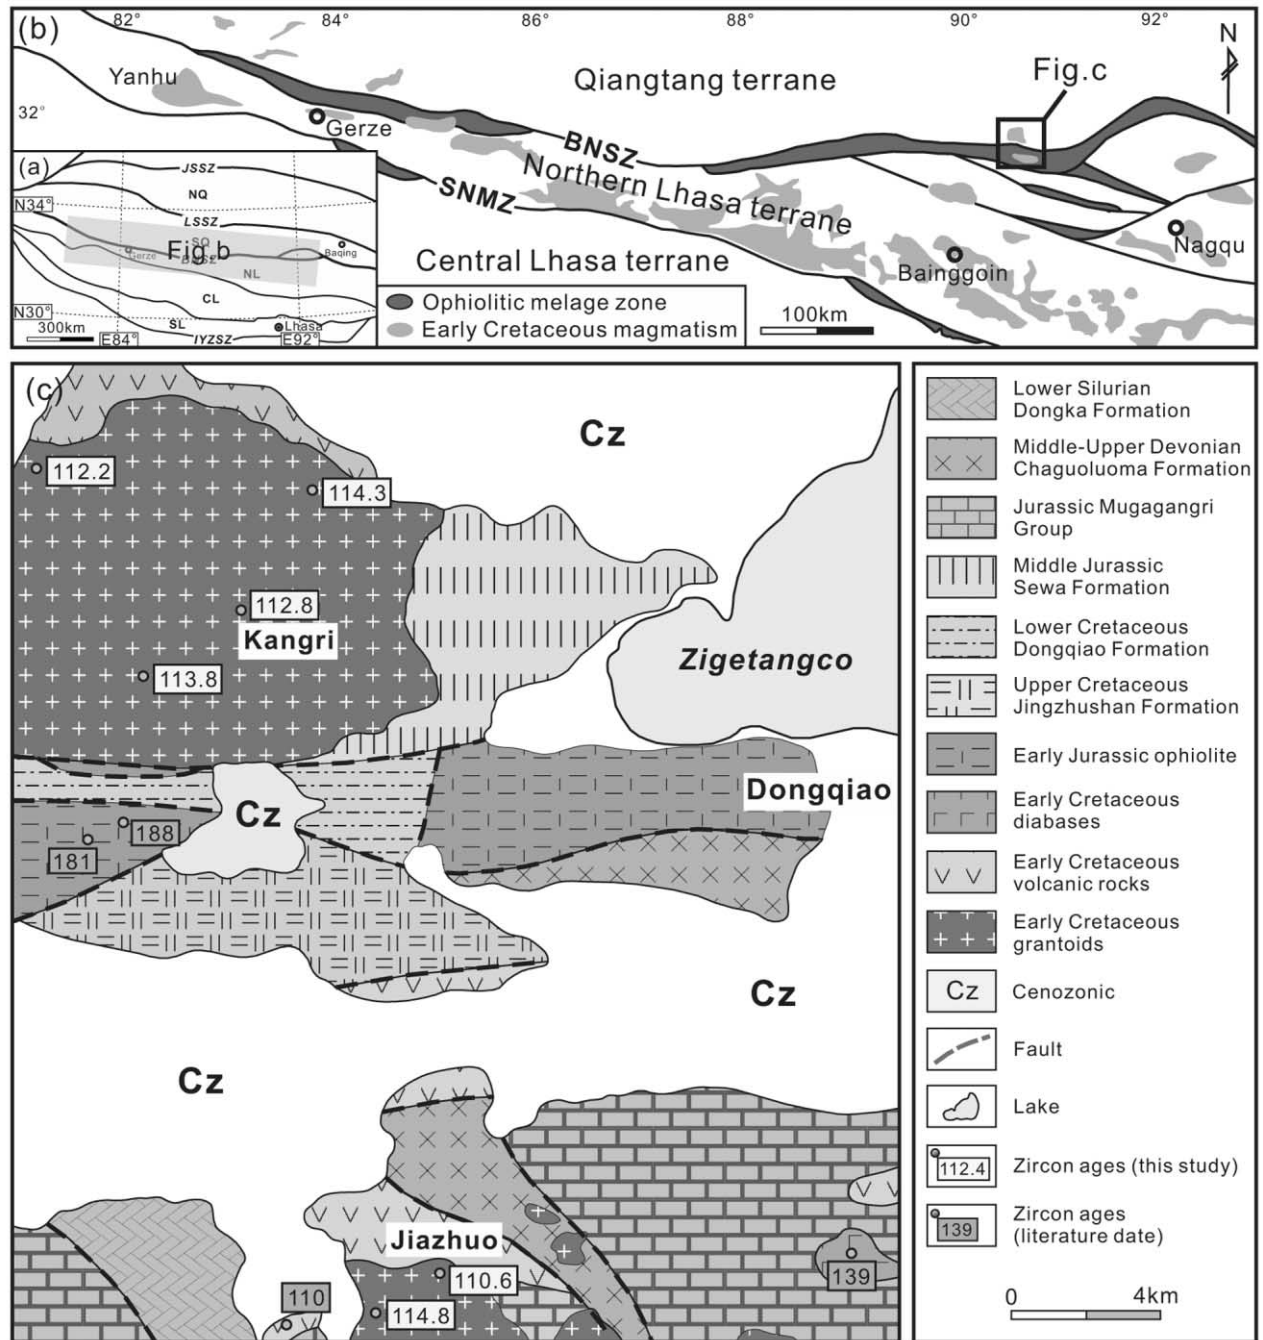 (b)
82°
84°
86°
88°
90°
92°
N
Yanhu
Qiangtang terrane
Fig.c
32°
Gerze
BNSZ
Northern Lhasa terrane
SNMZ
Central Lhasa terrane
Nagqu
Bainggoin
Ophiolitic melage zone
Early Cretaceous magmatism
100km
(a)
JSSZ
NQ
N34°
LSSZ
SQ
Fig.b
BNSZ
Gerze
Baqing
NL
CL
N30°
SL
Lhasa
300km
E84°
IYZSZ
E92°
(c)
Cz
112.2
114.3
112.8
Kangri
113.8
Zigetangco
Dongqiao
Cz
188
181
Cz
Cz
Jiazhuo
110.6
139
110
114.8
Lower Silurian
Dongka Formation
Middle-Upper Devonian
Chaguoluoma Formation
Jurassic Mugagangri
Group
Middle Jurassic
Sewa Formation
Lower Cretaceous
Dongqiao Formation
Upper Cretaceous
Jingzhushan Formation
Early Jurassic ophiolite
Early Cretaceous
diabases
Early Cretaceous
volcanic rocks
Early Cretaceous
grantoids
Cz
Cenozonic
Fault
Lake
112.4
Zircon ages (this study)
139
Zircon ages
(literature date)
0
4km